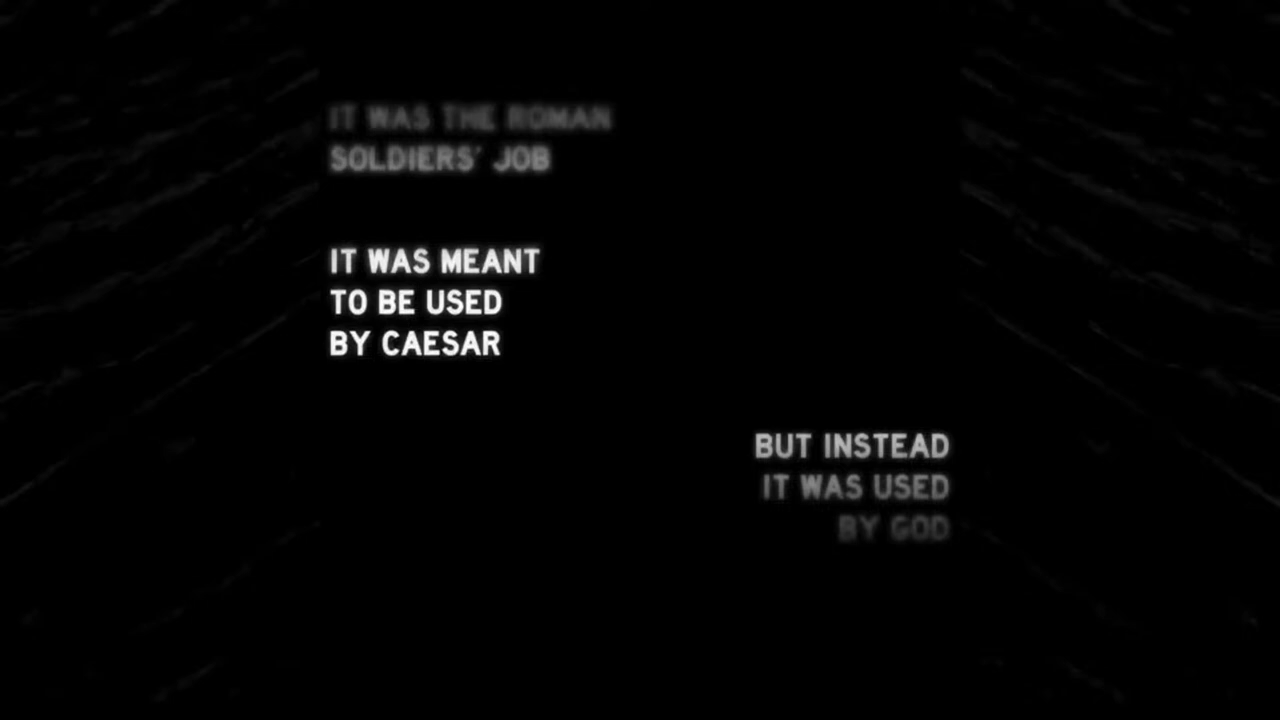 IT WAS THE ROMAN
SOLDIERS' JOB
IT WAS MEANT
TO BE USED
BY CAESAR
BUT INSTEAD
IT WAS USED
BY GOD